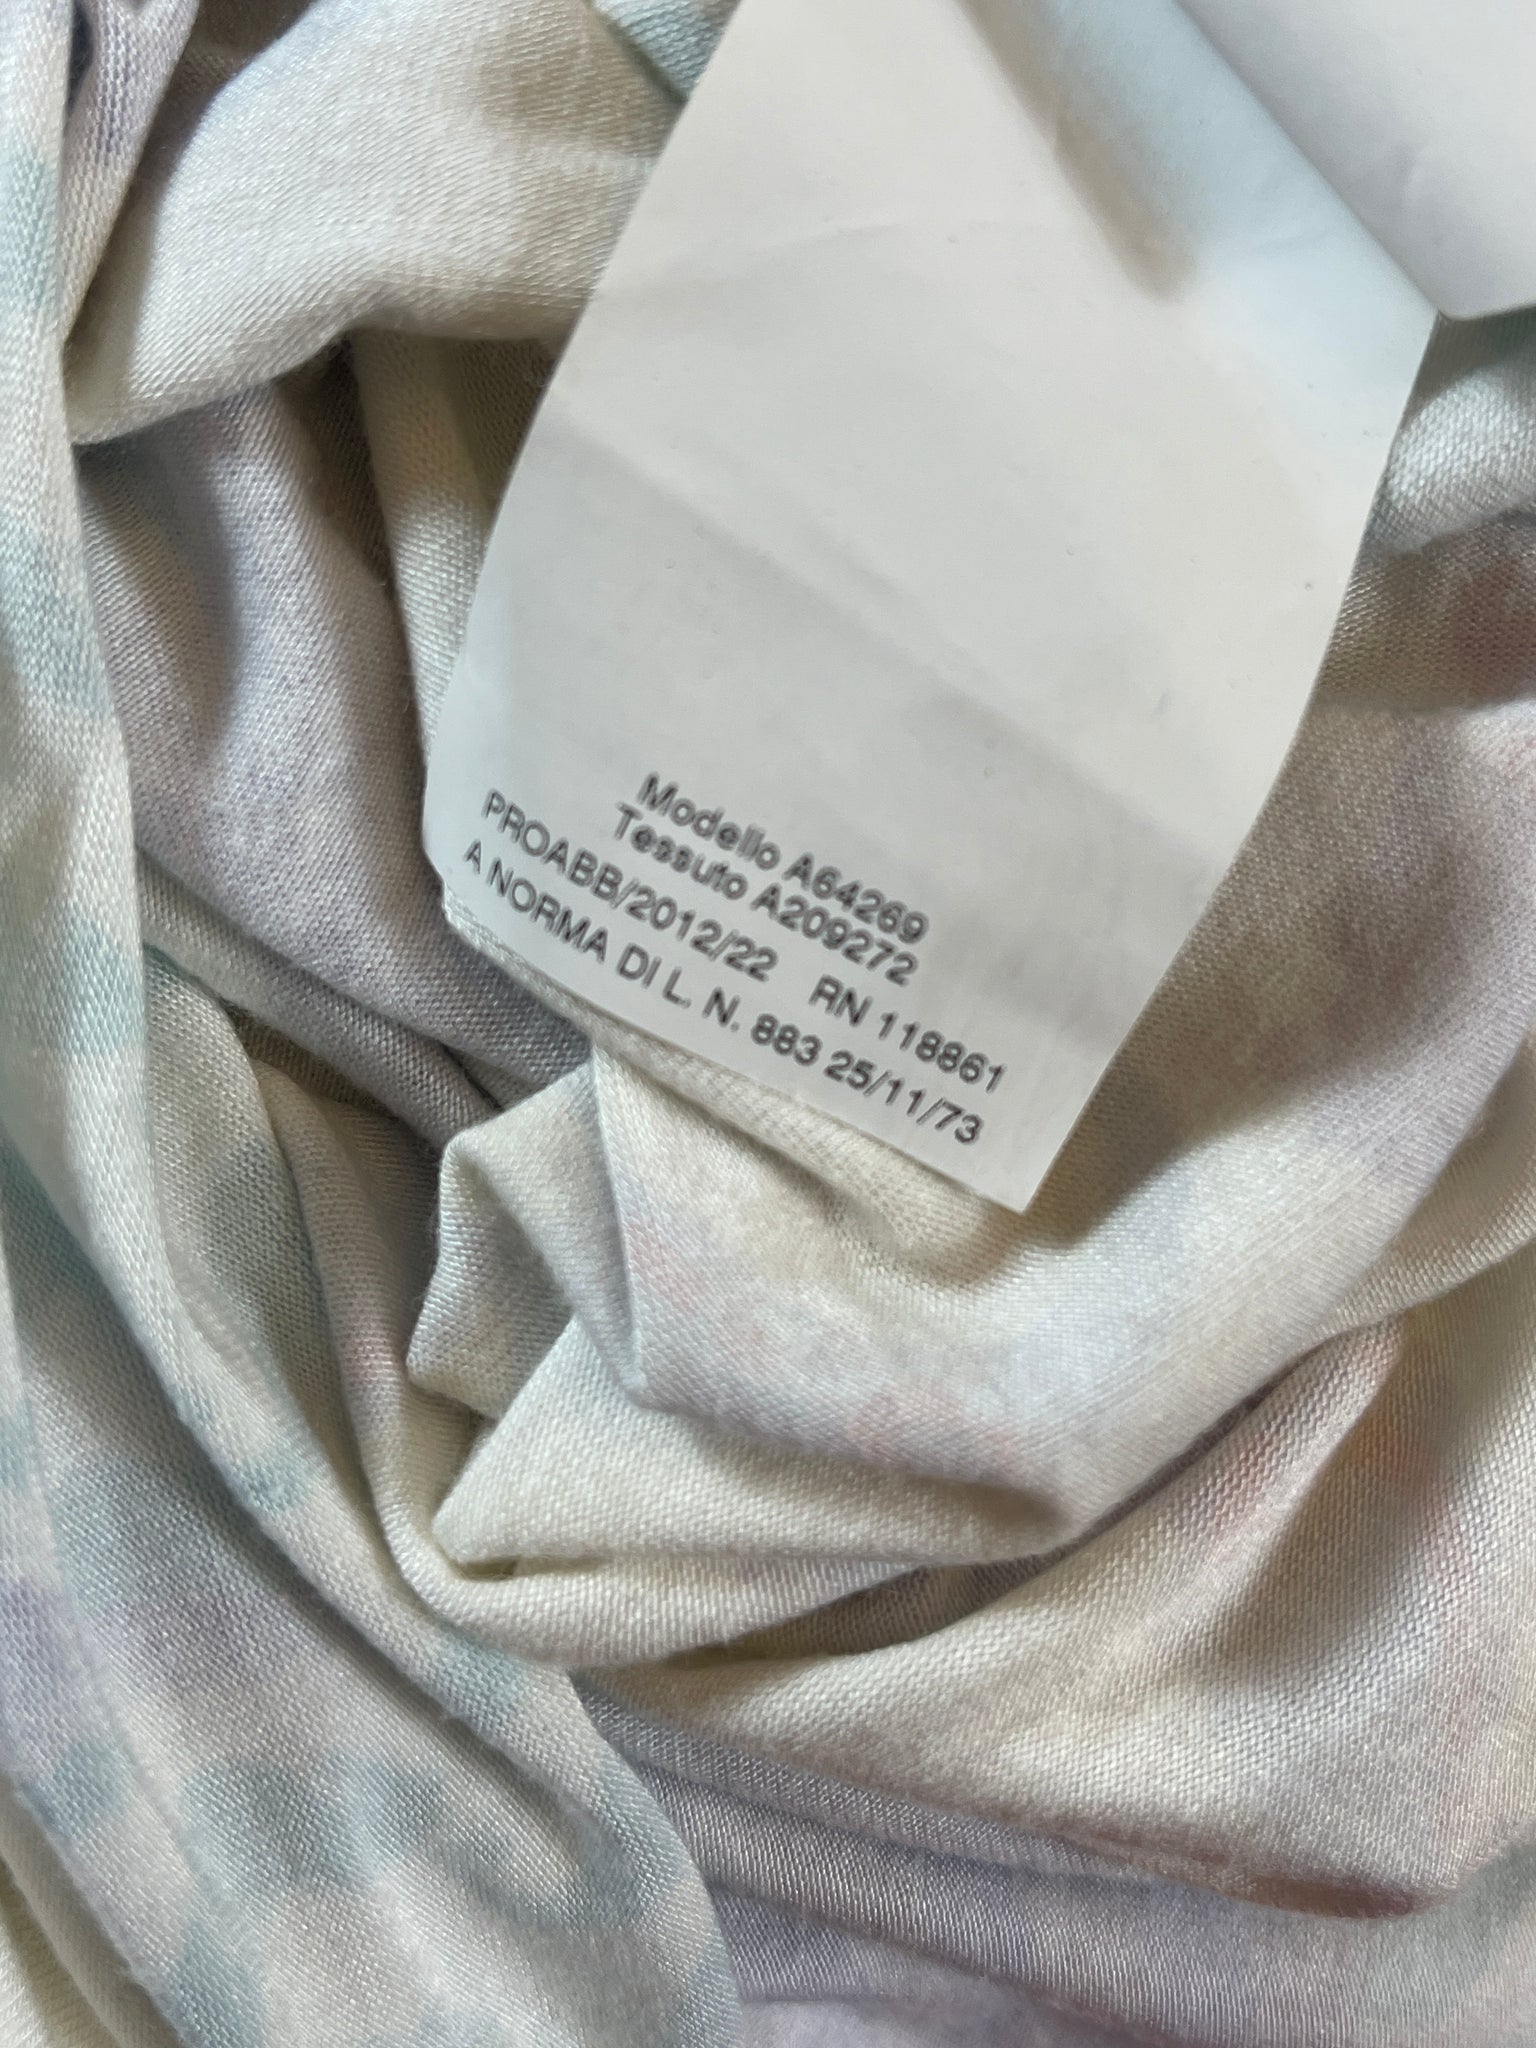 Modello A64269
Tessuto A209272
PROABB/2012/22 RN 118861
A NORMA DI L. N. 883 25/11/73